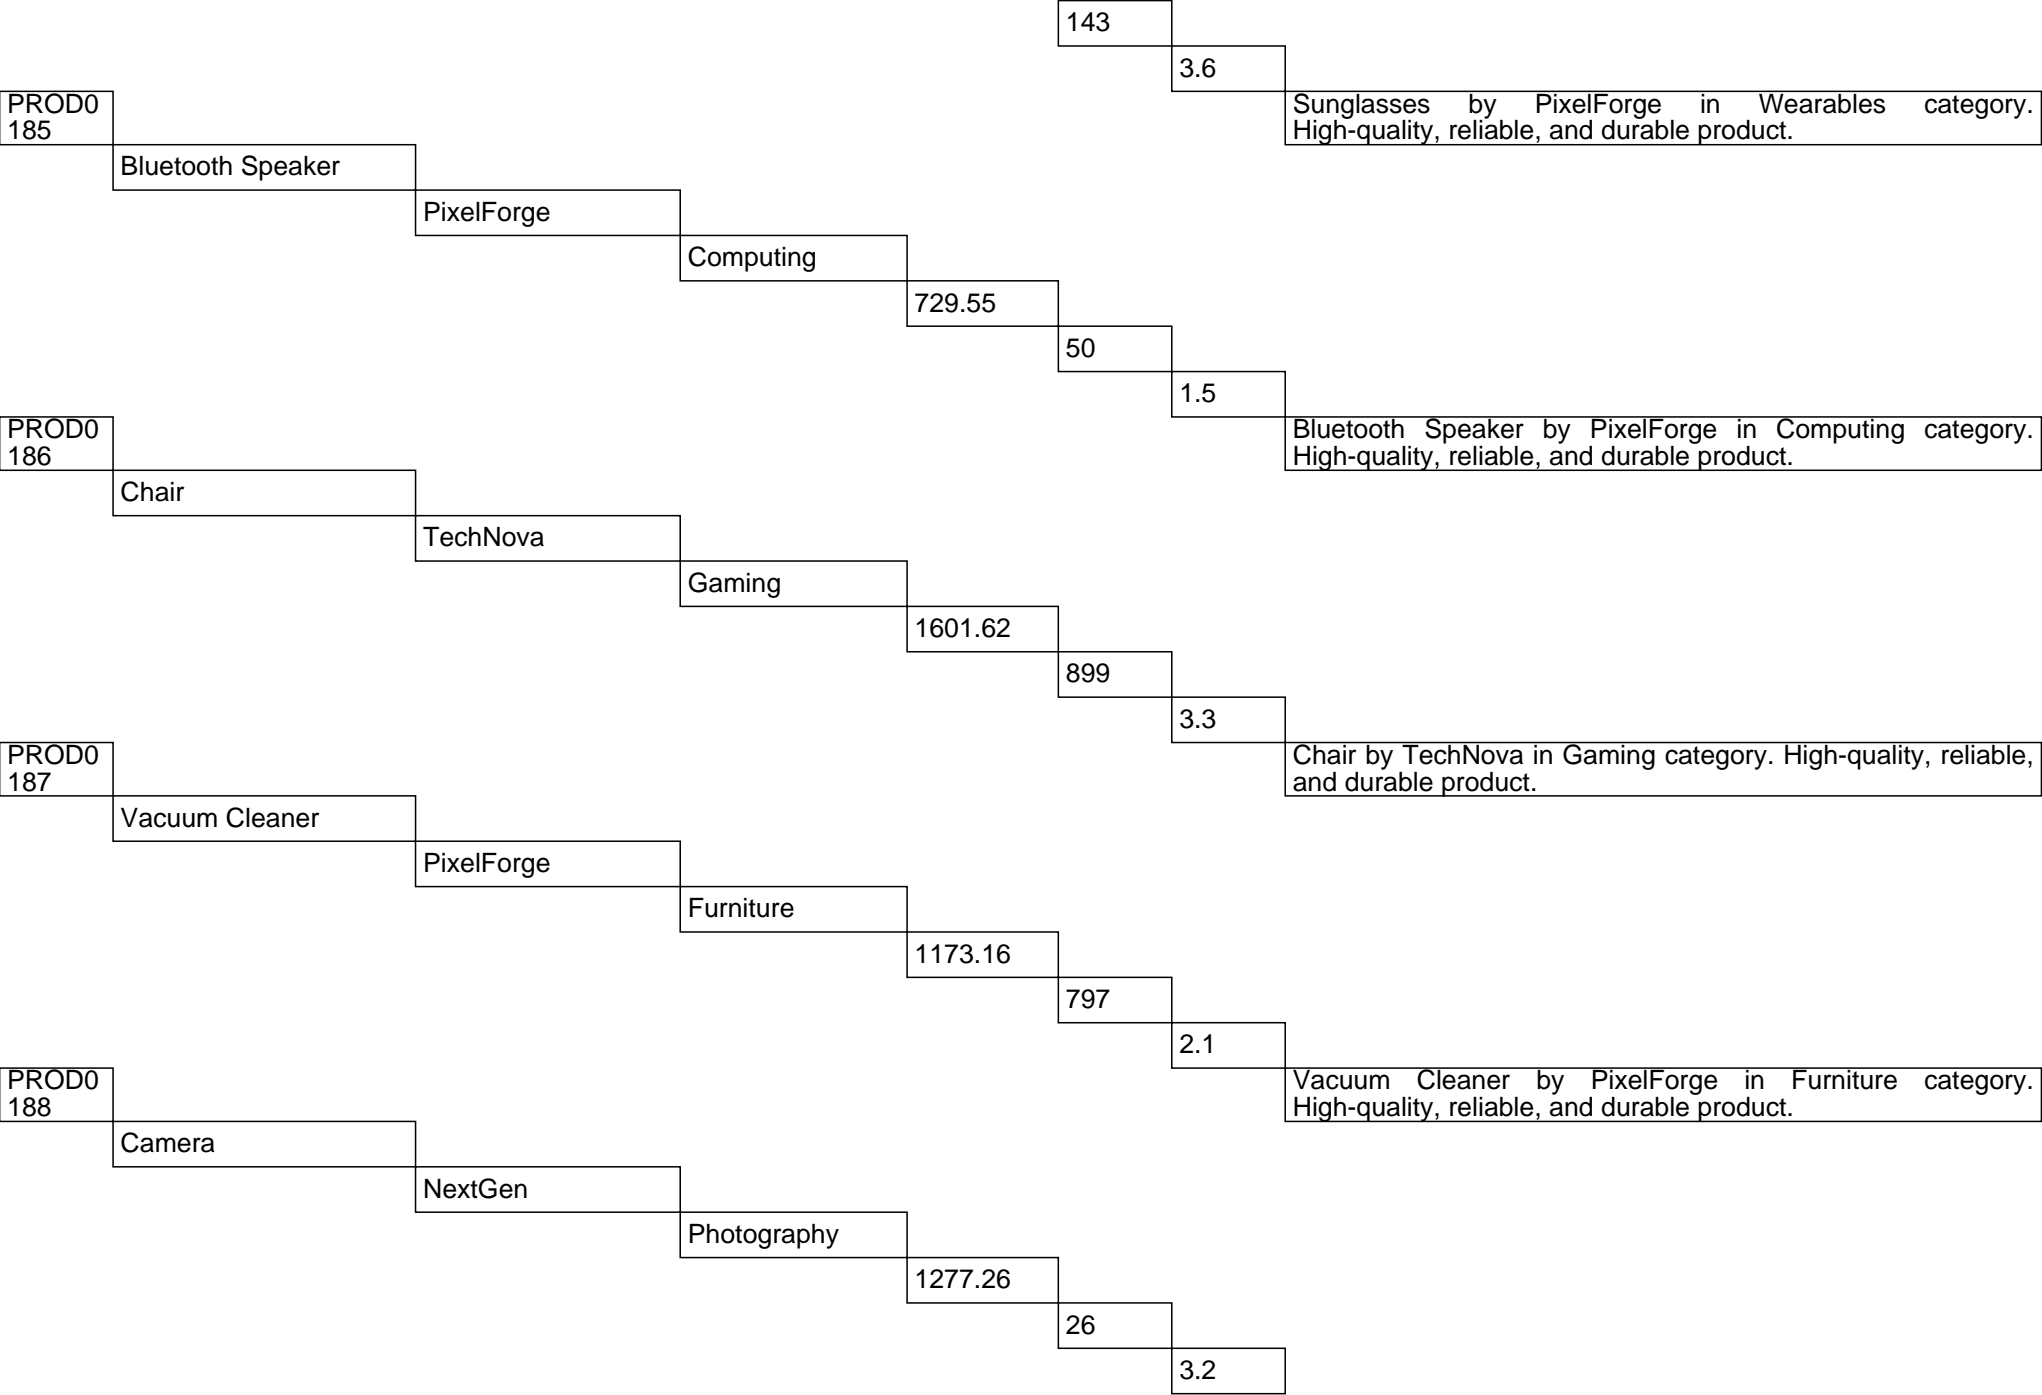 143
3.6
PROD0
185
Sunglasses by PixelForge in Wearables category.
High-quality, reliable, and durable product.
Bluetooth Speaker
PixelForge
Computing
729.55
50
1.5
PROD0
186
Bluetooth Speaker by PixelForge in Computing category.
High-quality, reliable, and durable product.
Chair
TechNova
Gaming
1601.62
899
3.3
PROD0
187
Chair by TechNova in Gaming category. High-quality, reliable,
and durable product.
Vacuum Cleaner
PixelForge
Furniture
1173.16
797
2.1
PROD0
188
Vacuum Cleaner by PixelForge in Furniture category.
High-quality, reliable, and durable product.
Camera
NextGen
Photography
1277.26
26
3.2